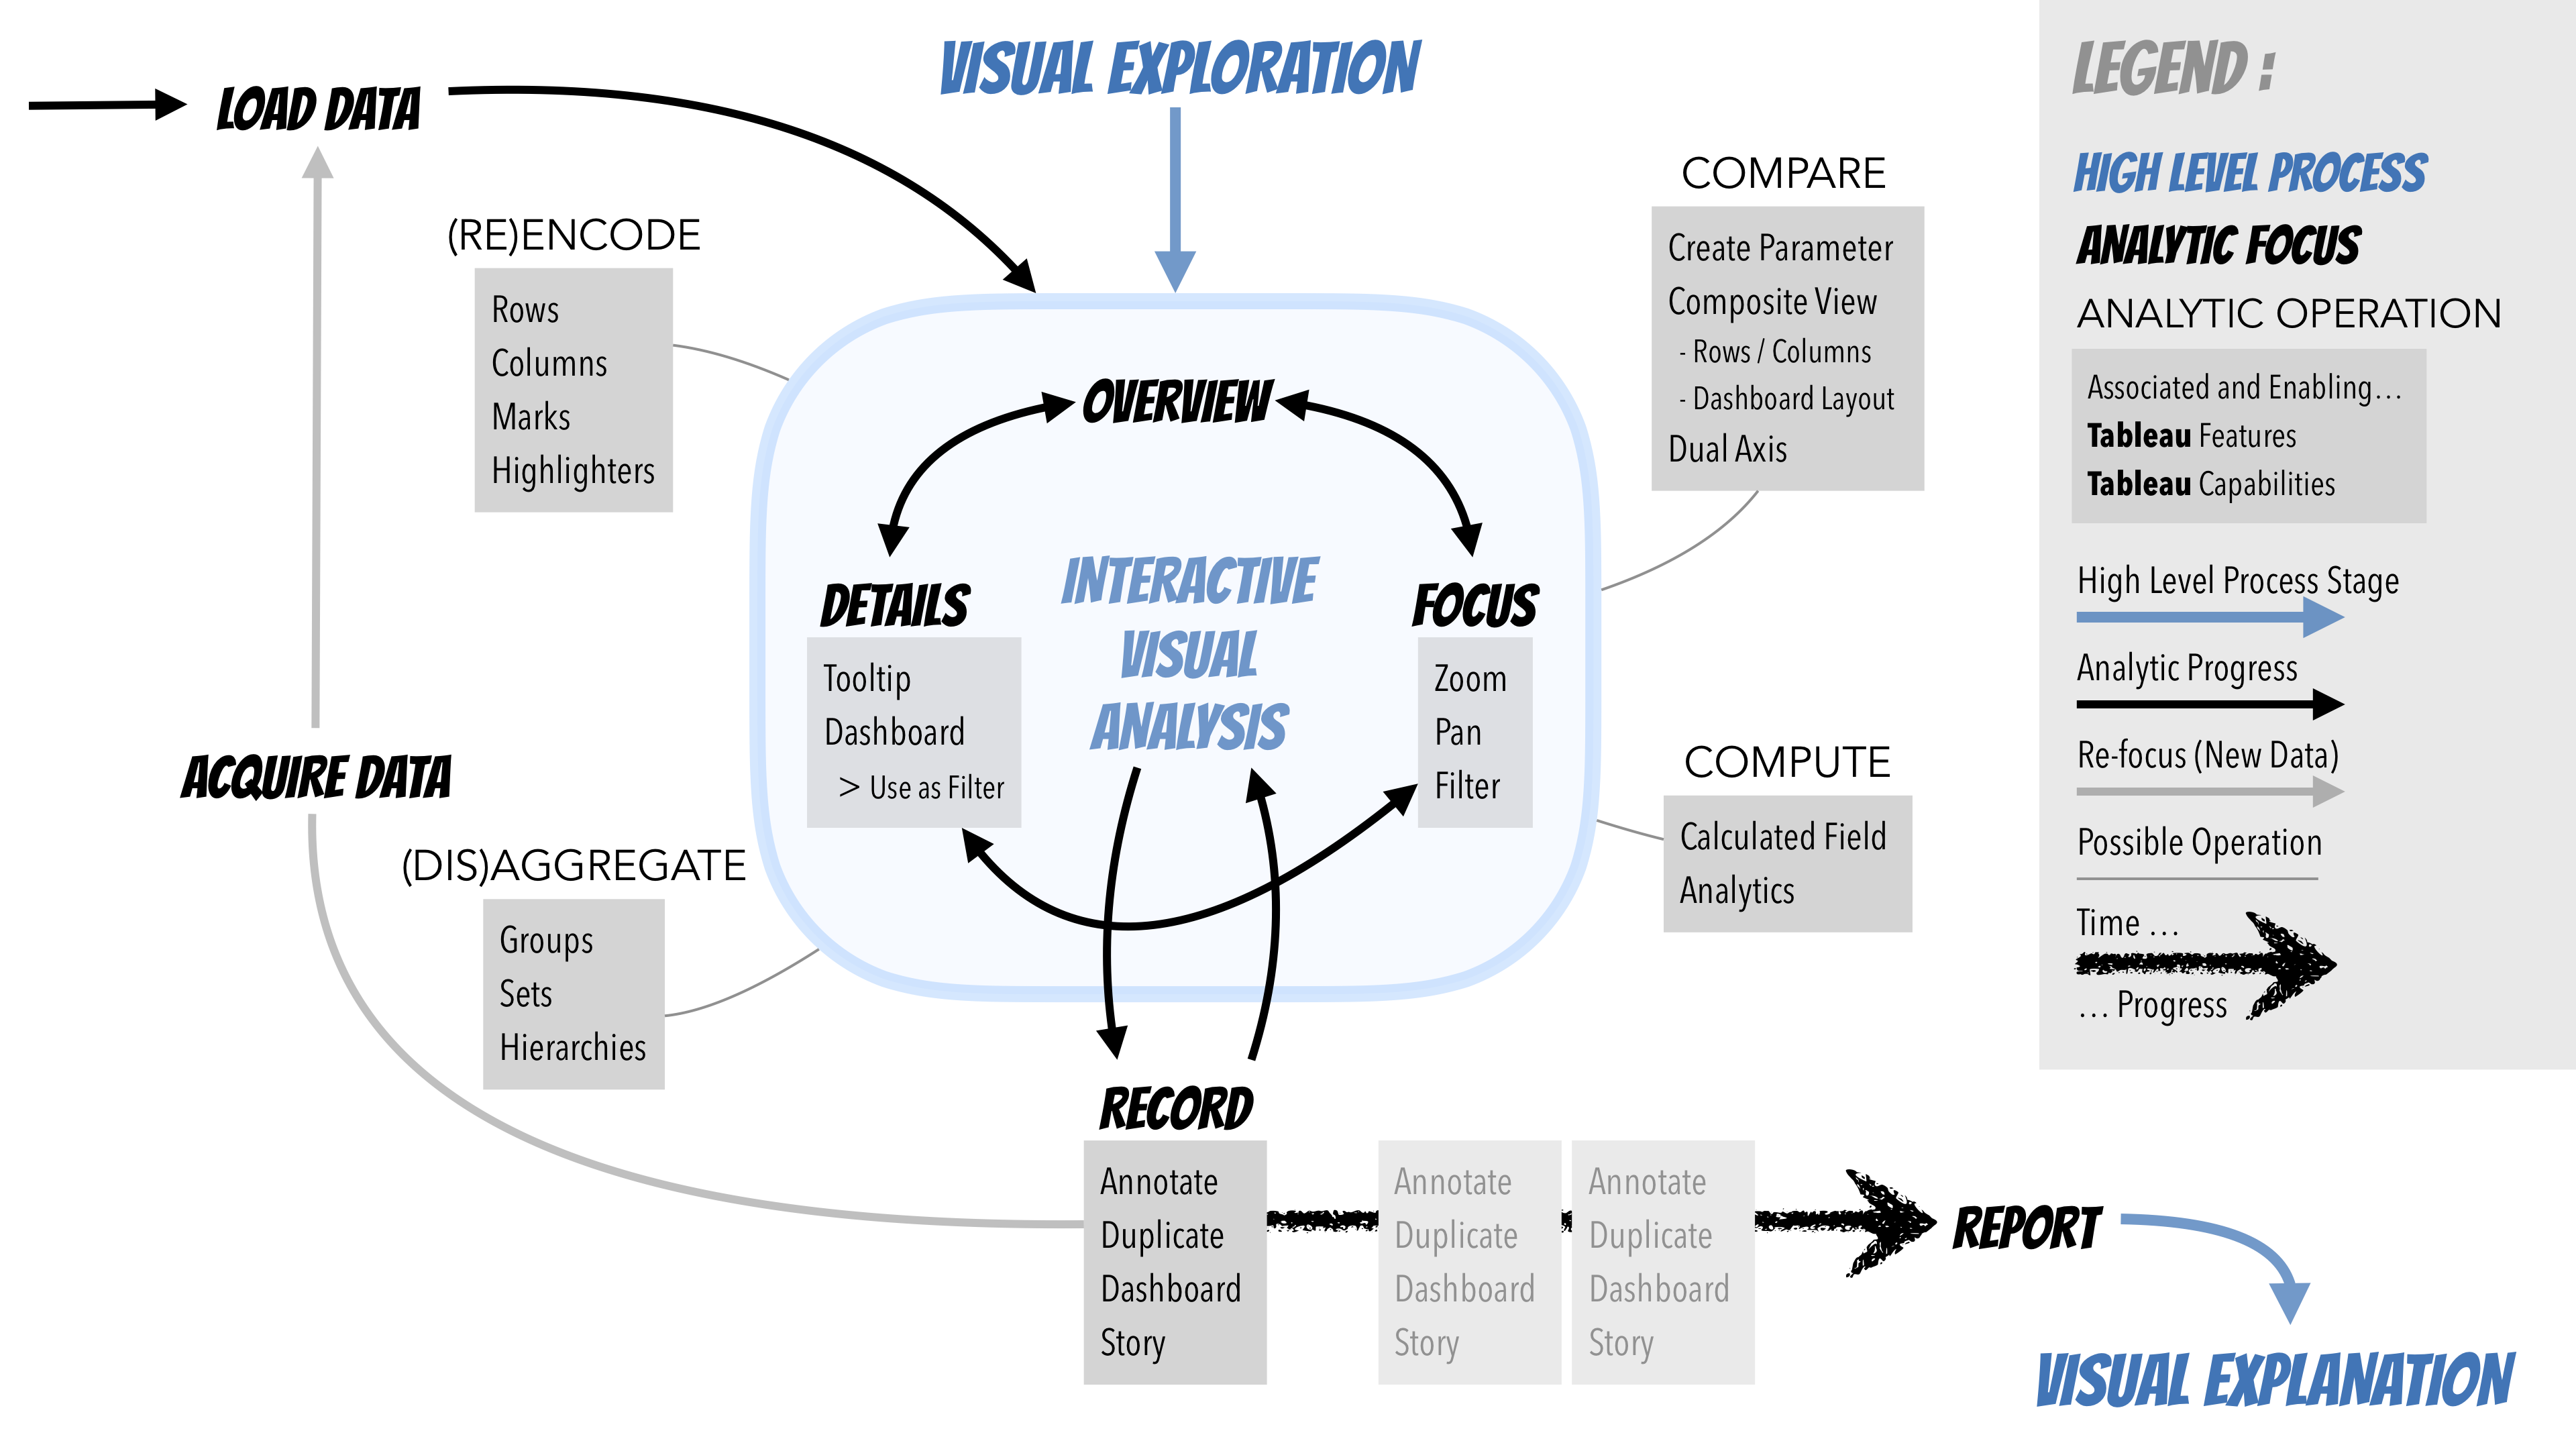 LOAD DATA
VISUAL EXPLORATION
(RE)ENCODE
Rows
Columns
Marks
Highlighters
COMPARE
Create Parameter
Composite View
- Rows / Columns
- Dashboard Layout
Dual Axis
OVERVIEW
DETAILS
Tooltip
Dashboard
> Use as Filter
INTERACTIVE
VISUAL
ANALYSIS
FOCUS
Zoom
Pan
Filter
ACQUIRE DATA
(DIS)AGGREGATE
Groups
Sets
Hierarchies
COMPUTE
Calculated Field
Analytics
RECORD
Annotate
Duplicate
Dashboard
Story
Annotate
Duplicate
Dashboard
Story
Annotate
Duplicate
Dashboard
Story
REPORT
VISUAL EXPLANATION
LEGEND :
HIGH LEVEL PROCESS
ANALYTIC FOCUS
ANALYTIC OPERATION
Associated and Enabling...
Tableau Features
Tableau Capabilities
High Level Process Stage
Analytic Progress
Re-focus (New Data)
Possible Operation
Time ...
... Progress